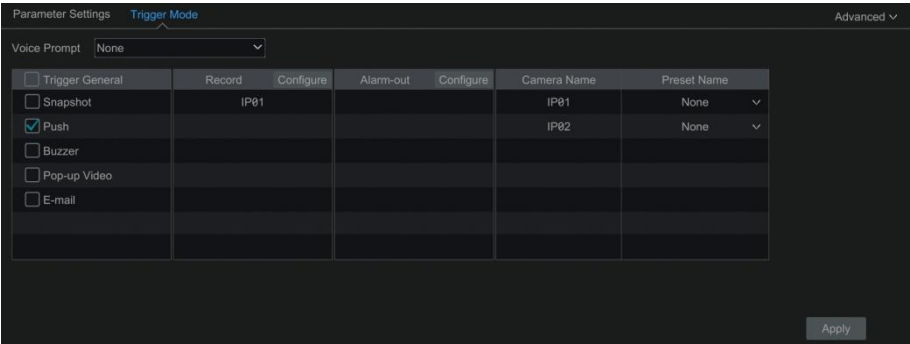 Parameter Settings Trigger Mode Advanced
Voice Prompt None
Trigger General Record Configure Alarm-out Configure Camera Name Preset Name
Snapshot IP01 IP01 None
Push IP02 None
Buzzer
Pop-up Video
E-mail
Apply